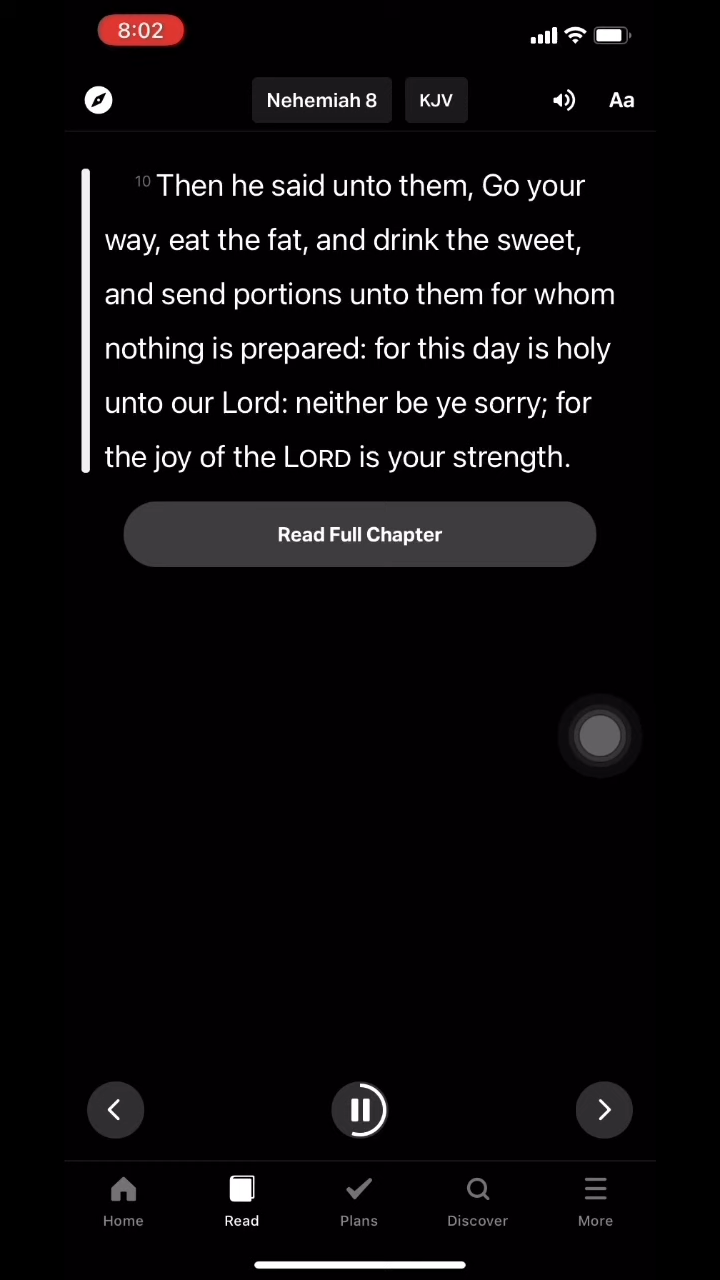 8:02
Nehemiah 8 KJV Aa
10 Then he said unto them, Go your
way, eat the fat, and drink the sweet,
and send portions unto them for whom
nothing is prepared: for this day is holy
unto our Lord: neither be ye sorry; for
the joy of the LORD is your strength.
Read Full Chapter
Home Read Plans Discover More